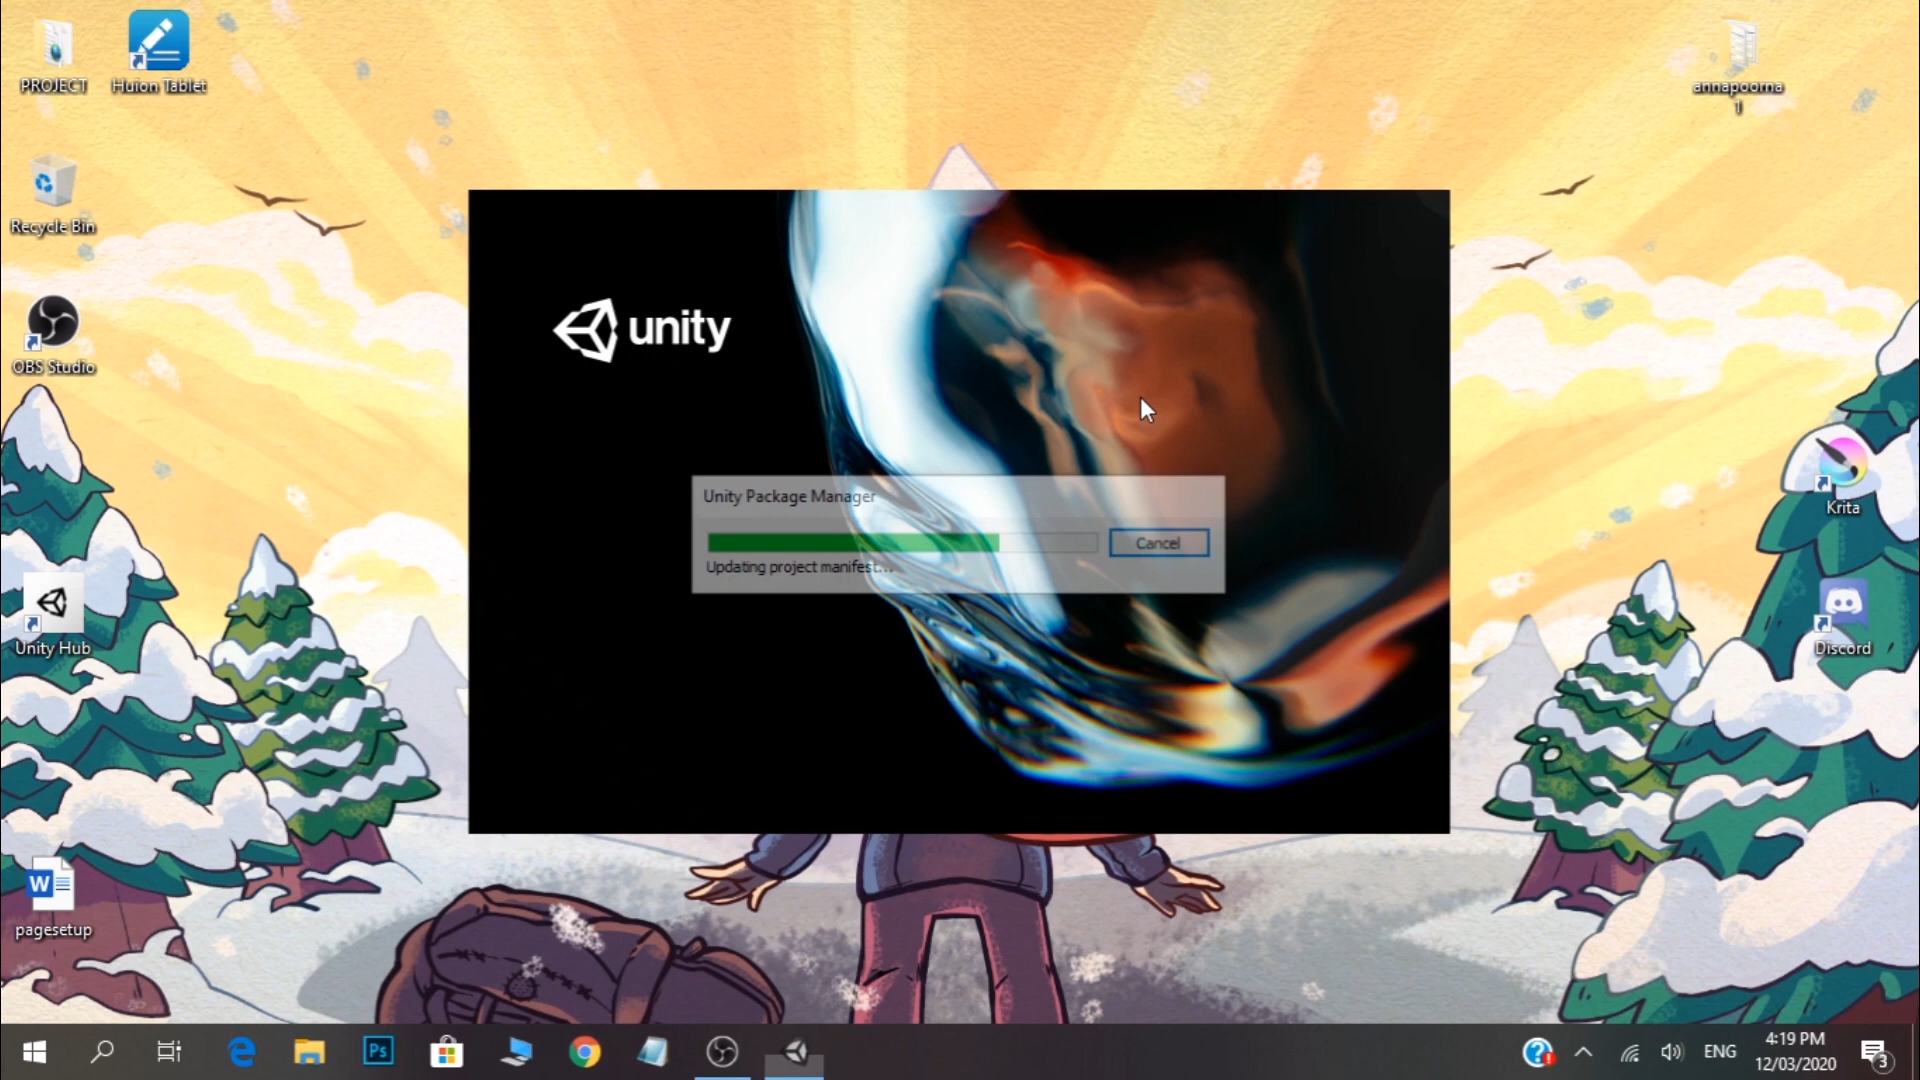 PROJECT
Huion Tablet
annapoorna
1
Recycle Bin
OBS Studio
unity
Unity Package Manager
Cancel
Updating project manifest...
Krita
Unity Hub
Discord
W
pagesetup
Ps
ENG
4:19 PM
12/03/2020
3